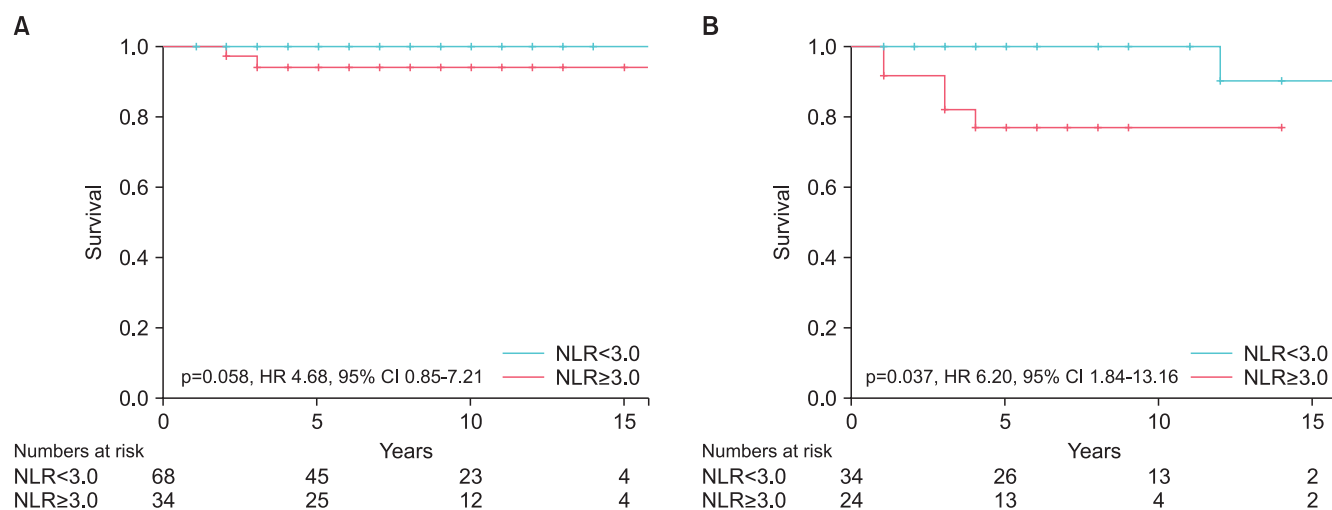 A
1.0
0.8
0.6
0.4
0.2
0.0
Survival
NLR<3.0
NLR≥3.0
p=0.058, HR 4.68, 95% CI 0.85-7.21
0 5 10 15
Years
Numbers at risk
NLR<3.0 68 45 23 4
NLR≥3.0 34 25 12 4
B
1.0
0.8
0.6
0.4
0.2
0.0
Survival
NLR<3.0
NLR≥3.0
p=0.037, HR 6.20, 95% CI 1.84-13.16
0 5 10 15
Years
Numbers at risk
NLR<3.0 34 26 13 2
NLR≥3.0 24 13 4 2